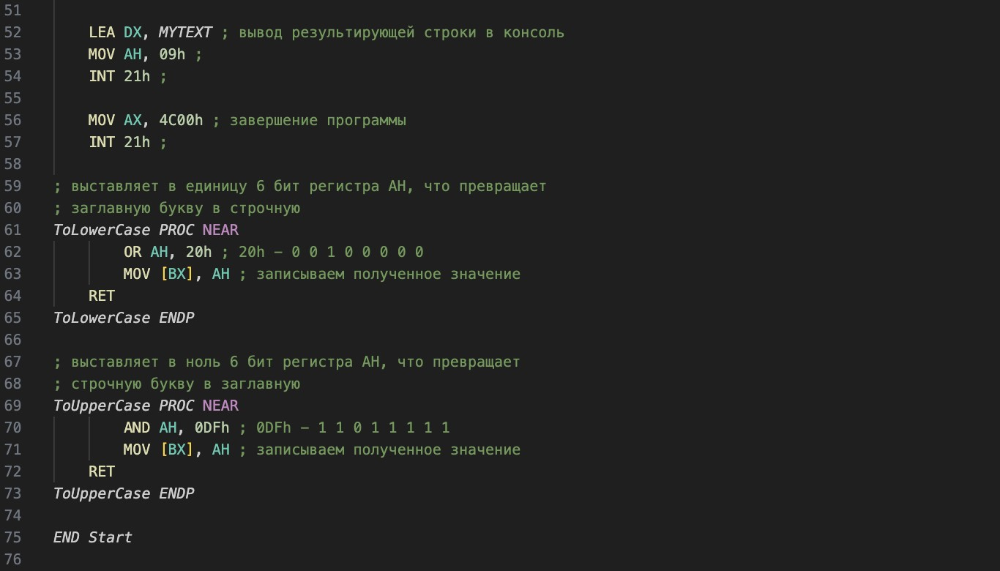 51
52 LEA DX, MYTEXT ; вывод результирующей строки в консоль
53 MOV AH, 09h ;
54 INT 21h ;
55
56 MOV AX, 4C00h ; завершение программы
57 INT 21h ;
58
59 ; выставляет в единицу 6 бит регистра AH, что превращает
60 ; заглавную букву в строчную
61 ToLowerCase PROC NEAR
62 OR AH, 20h ; 20h – 0 0 1 0 0 0 0 0
63 MOV [BX], AH ; записываем полученное значение
64 RET
65 ToLowerCase ENDP
66
67 ; выставляет в ноль 6 бит регистра AH, что превращает
68 ; строчную букву в заглавную
69 ToUpperCase PROC NEAR
70 AND AH, 0DFh ; 0DFh – 1 1 0 1 1 1 1 1
71 MOV [BX], AH ; записываем полученное значение
72 RET
73 ToUpperCase ENDP
74
75 END Start
76